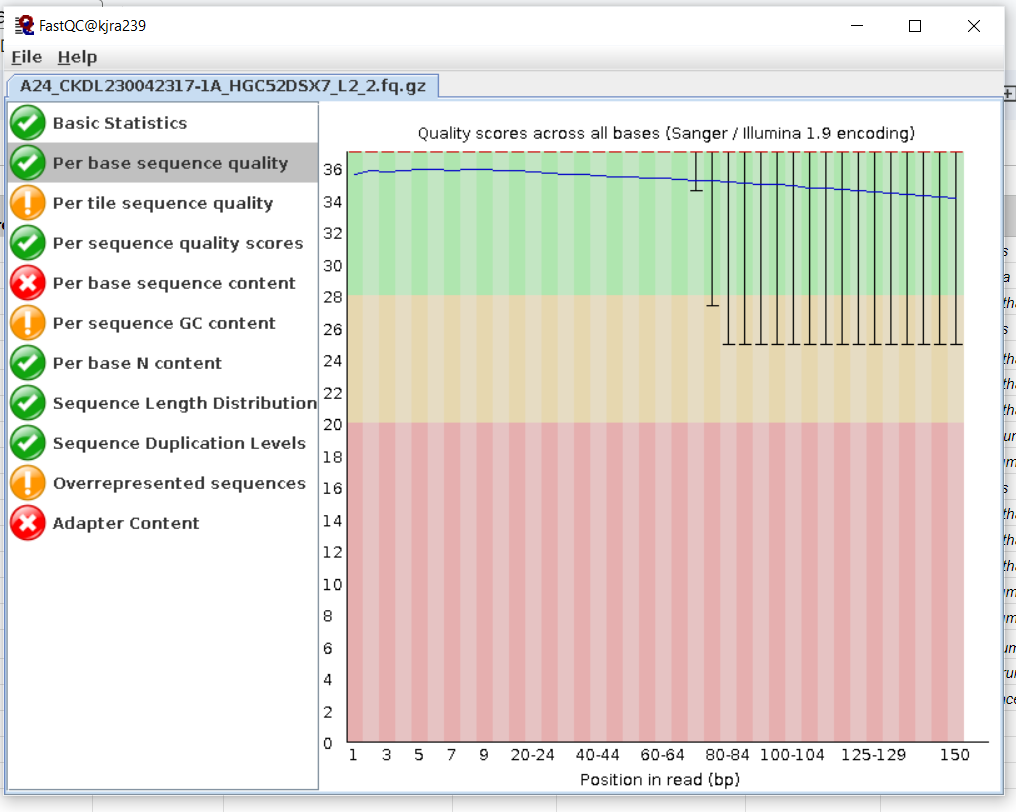 FastQC@kjra239
File Help
A24_CKDL230042317-1A_HGC52DSX7_L2_2.fq.gz
Basic Statistics
Per base sequence quality
Per tile sequence quality
Per sequence quality scores
Per base sequence content
Per sequence GC content
Per base N content
Sequence Length Distribution
Sequence Duplication Levels
Overrepresented sequences
Adapter Content
Quality scores across all bases (Sanger / Illumina 1.9 encoding)
36
34
32
30
28
26
24
22
20
18
16
14
12
10
8
6
4
2
0
1 3 5 7 9 20-24 40-44 60-64 80-84 100-104 125-129 150
Position in read (bp)